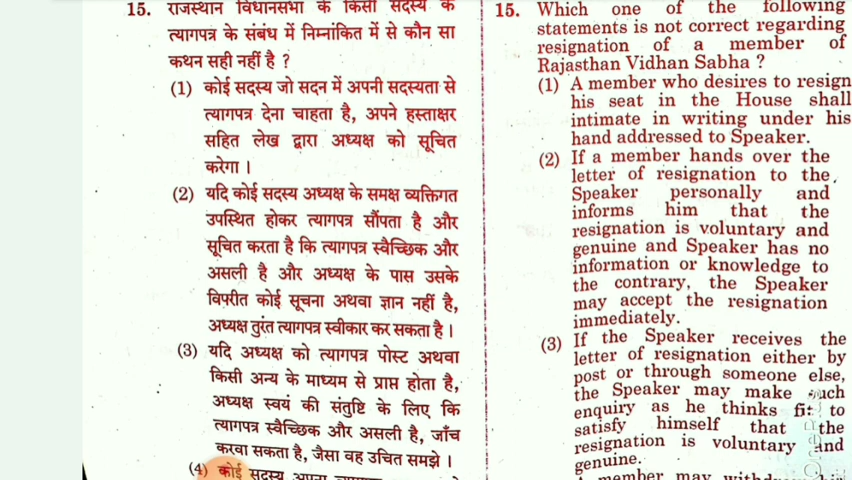 15. राजस्थान विधानसभा के किसी सदस्य के
त्यागपत्र के संबंध में निम्नांकित में से कौन सा
कथन सही नहीं है ?
(1) कोई सदस्य जो सदन में अपनी सदस्यता से
त्यागपत्र देना चाहता है, अपने हस्ताक्षर
सहित लेख द्वारा अध्यक्ष को सूचित
करेगा ।
(2) यदि कोई सदस्य अध्यक्ष के समक्ष व्यक्तिगत
उपस्थित होकर त्यागपत्र सौंपता है और
सूचित करता है कि त्यागपत्र स्वैच्छिक और
असली है और अध्यक्ष के पास उसके
विपरीत कोई सूचना अथवा ज्ञान नहीं है,
अध्यक्ष तुरंत त्यागपत्र स्वीकार कर सकता है ।
(3) यदि अध्यक्ष को त्यागपत्र पोस्ट अथवा
किसी अन्य के माध्यम से प्राप्त होता है,
अध्यक्ष स्वयं की संतुष्टि के लिए कि
त्यागपत्र स्वैच्छिक और असली है, जाँच
करवा सकता है, जैसा वह उचित समझे ।
(4) कोई सदस्य अपना
15. Which one of the following
statements is not correct regarding
resignation of a member of
Rajasthan Vidhan Sabha ?
(1) A member who desires to resign
his seat in the House shall
intimate in writing under his
hand addressed to Speaker.
(2) If a member hands over the
letter of resignation to the
Speaker personally and
informs him that the
resignation is voluntary and
genuine and Speaker has no
information or knowledge to
the contrary, the Speaker
may accept the resignation
immediately.
(3) If the Speaker receives the
letter of resignation either by
post or through someone else,
the Speaker may make such
enquiry as he thinks fit to
satisfy himself that the
resignation is voluntary and
genuine.
A member may